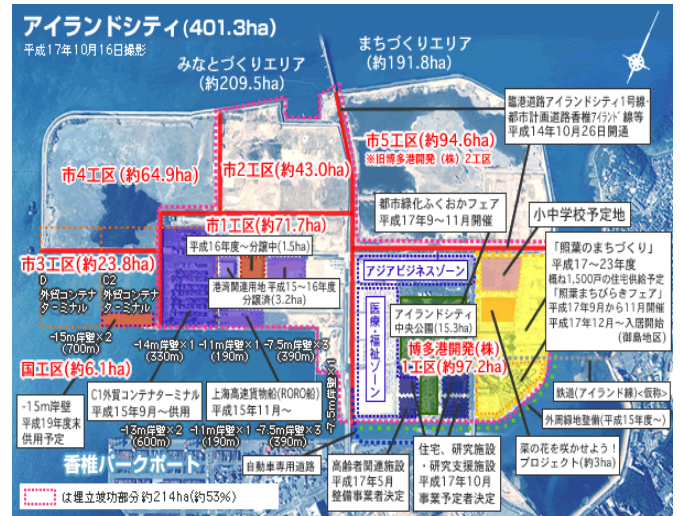 アイランドシティ(401.3ha)
平成17年10月16日撮影
みなとづくりエリア
(約209.5ha)
まちづくりエリア
(約191.8ha)
臨港道路アイランドシティ1号線・
都市計画道路香椎アイランド線等
平成14年10月26日開通
市5工区(約94.6ha)
※旧博多港開発(株)2工区
市4工区(約64.9ha)
市2工区(約43.0ha)
都市緑化ふくおかフェア
平成17年9～11月開催
小中学校予定地
市1工区(約71.7ha)
平成16年度～分譲中(1.5ha)
港湾関連用地 平成15～16年度
分譲済(3.2ha)
市3工区(約23.8ha)
D
外貿コンテナ
ターミナル
C2
外貿コンテナ
ターミナル
アジアビジネスゾーン
医療・福祉ゾーン
アイランドシティ
中央公園(15.3ha)
博多港開発(株)
1工区(約97.2ha)
「照葉のまちづくり」
平成17～23年度
概ね1,500戸の住宅供給予定
「照葉まちびらきフェア」
平成17年9月から11月開催
平成17年12月～入居開始
(御島地区)
-15m岸壁×2
(700m)
-14m岸壁×1
(330m)
-11m岸壁×1
(190m)
-7.5m岸壁×3
(390m)
-7.5m岸壁×1
国工区(約6.1ha)
-15m岸壁
平成19年度末
供用予定
C1外貿コンテナターミナル
平成15年9月～供用
上海高速貨物船(RORO船)
平成15年11月～
-13m岸壁×2
(600m)
-11m岸壁×1
(190m)
-7.5m岸壁×3
(390m)
鉄道(アイランド線)<仮称>
外周緑地整備(平成15年度～)
菜の花を咲かせよう！
プロジェクト(約3ha)
香椎パークポート
自動車専用道路
高齢者関連施設
平成17年5月
整備事業者決定
住宅、研究施設
・研究支援施設
平成17年10月
事業予定者決定
は埋立竣功部分 約214ha(約53%)